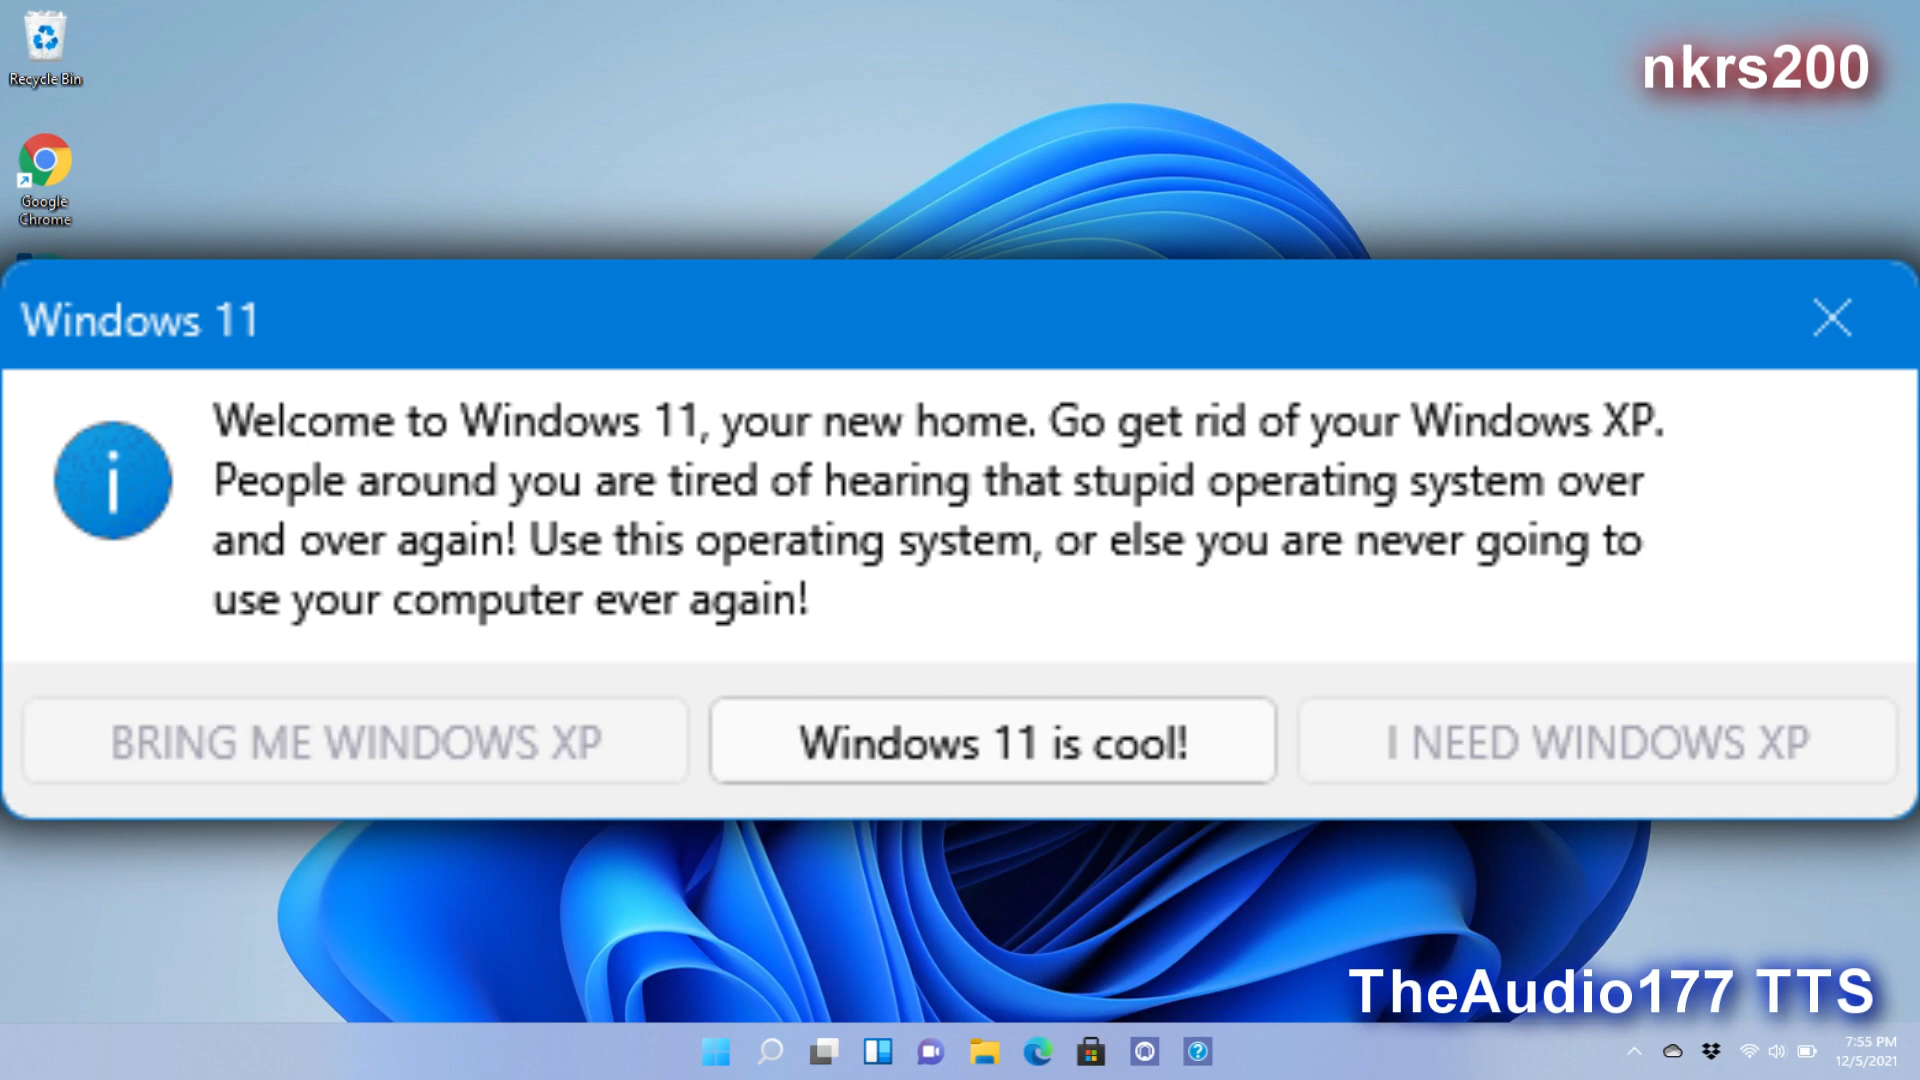 Recycle Bin
nkrs200
Google
Chrome
Windows 11
Welcome to Windows 11, your new home. Go get rid of your Windows XP.
People around you are tired of hearing that stupid operating system over
and over again! Use this operating system, or else you are never going to
use your computer ever again!
BRING ME WINDOWS XP
Windows 11 is cool!
I NEED WINDOWS XP
TheAudio177 TTS
7:55 PM
12/5/2021